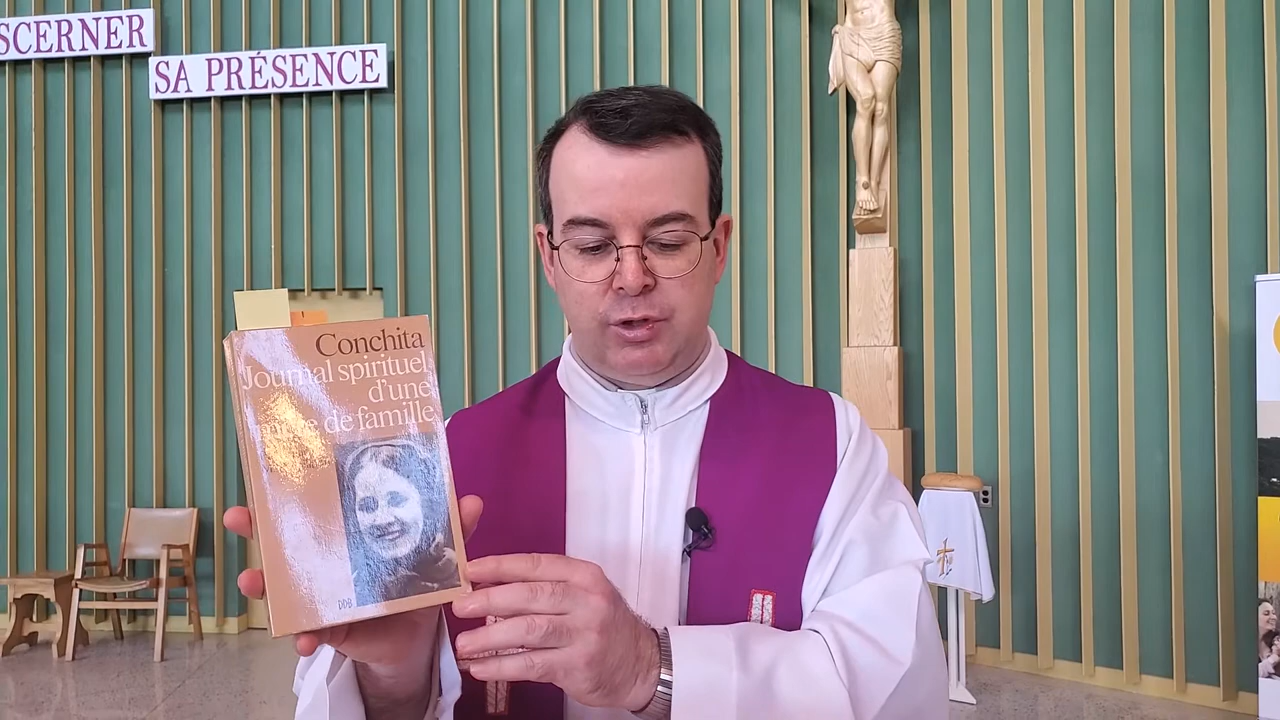 SCERNER
SA PRÉSENCE
Conchita
Journal spirituel
d'une
de famille
DDB